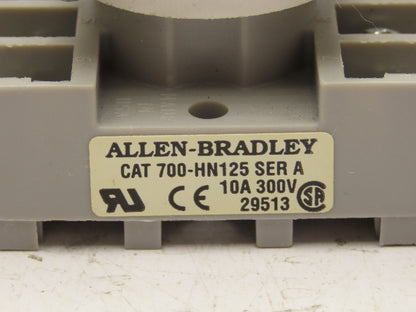 ALLEN-BRADLEY
CAT 700-HN125 SER A
10A 300V
29513